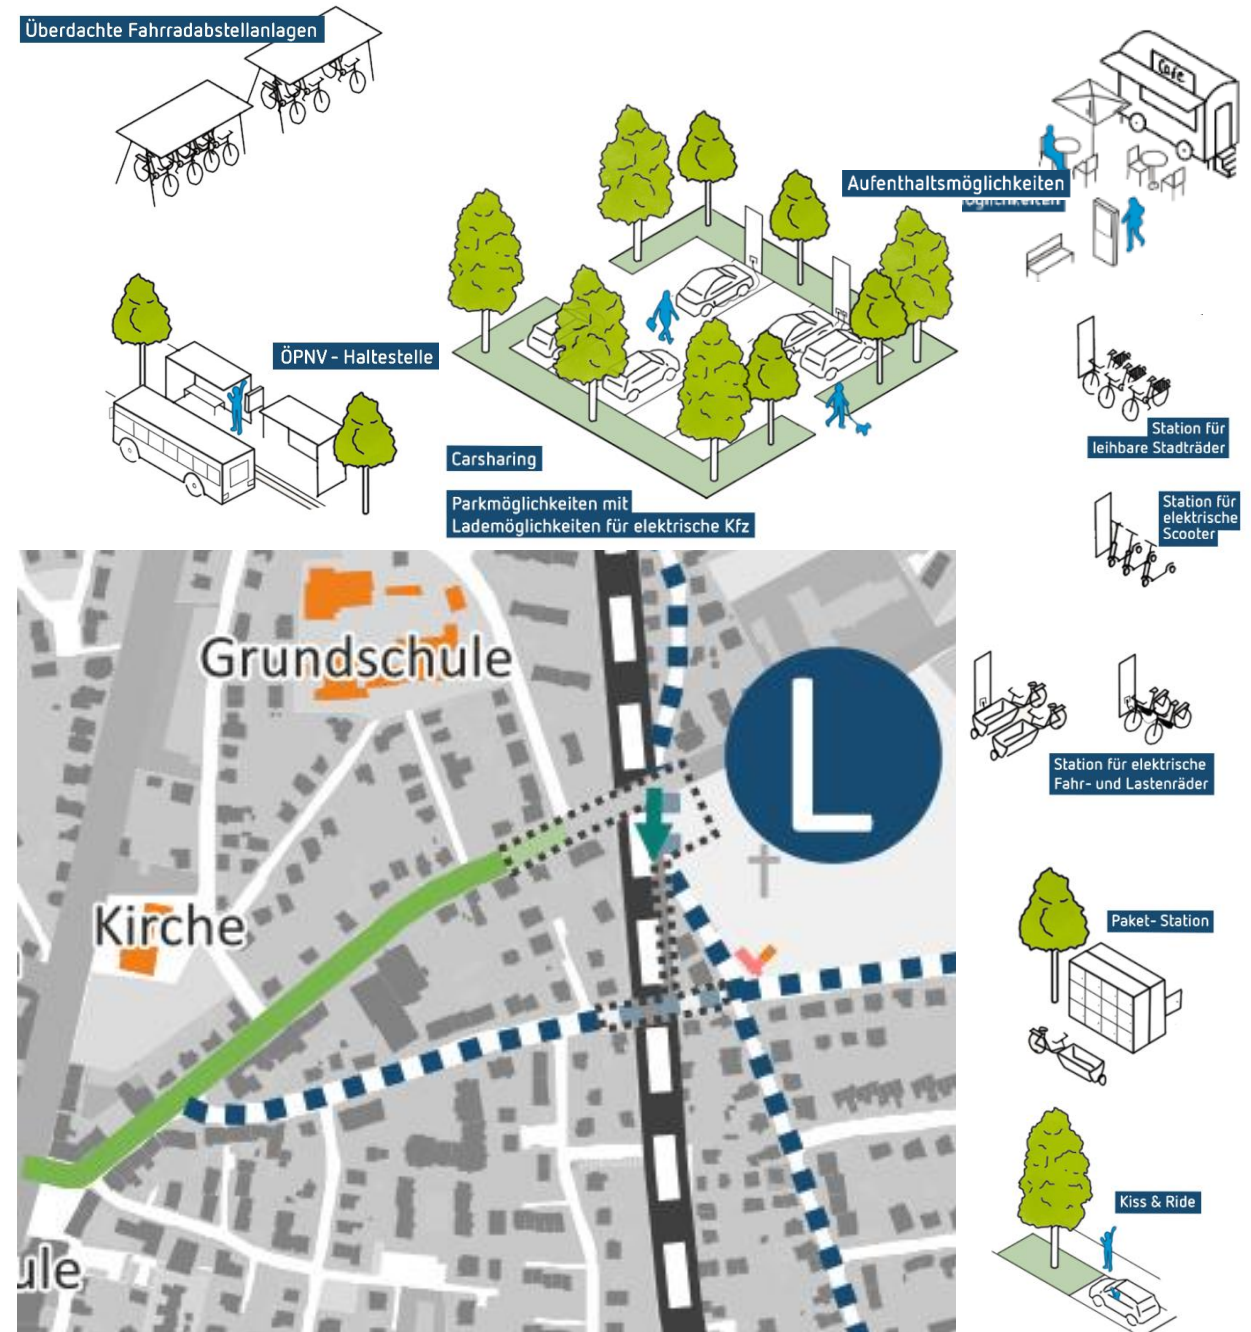 Überdachte Fahrradabstellanlagen
Cafe
Aufenthaltsmöglichkeiten
ÖPNV - Haltestelle
Carsharing
Parkmöglichkeiten mit
Lademöglichkeiten für elektrische Kfz
Station für
leihbare Stadträder
Station für
elektrische
Scooter
Station für elektrische
Fahr- und Lastenräder
Paket- Station
Kiss & Ride
Grundschule
L
Kirche
ule